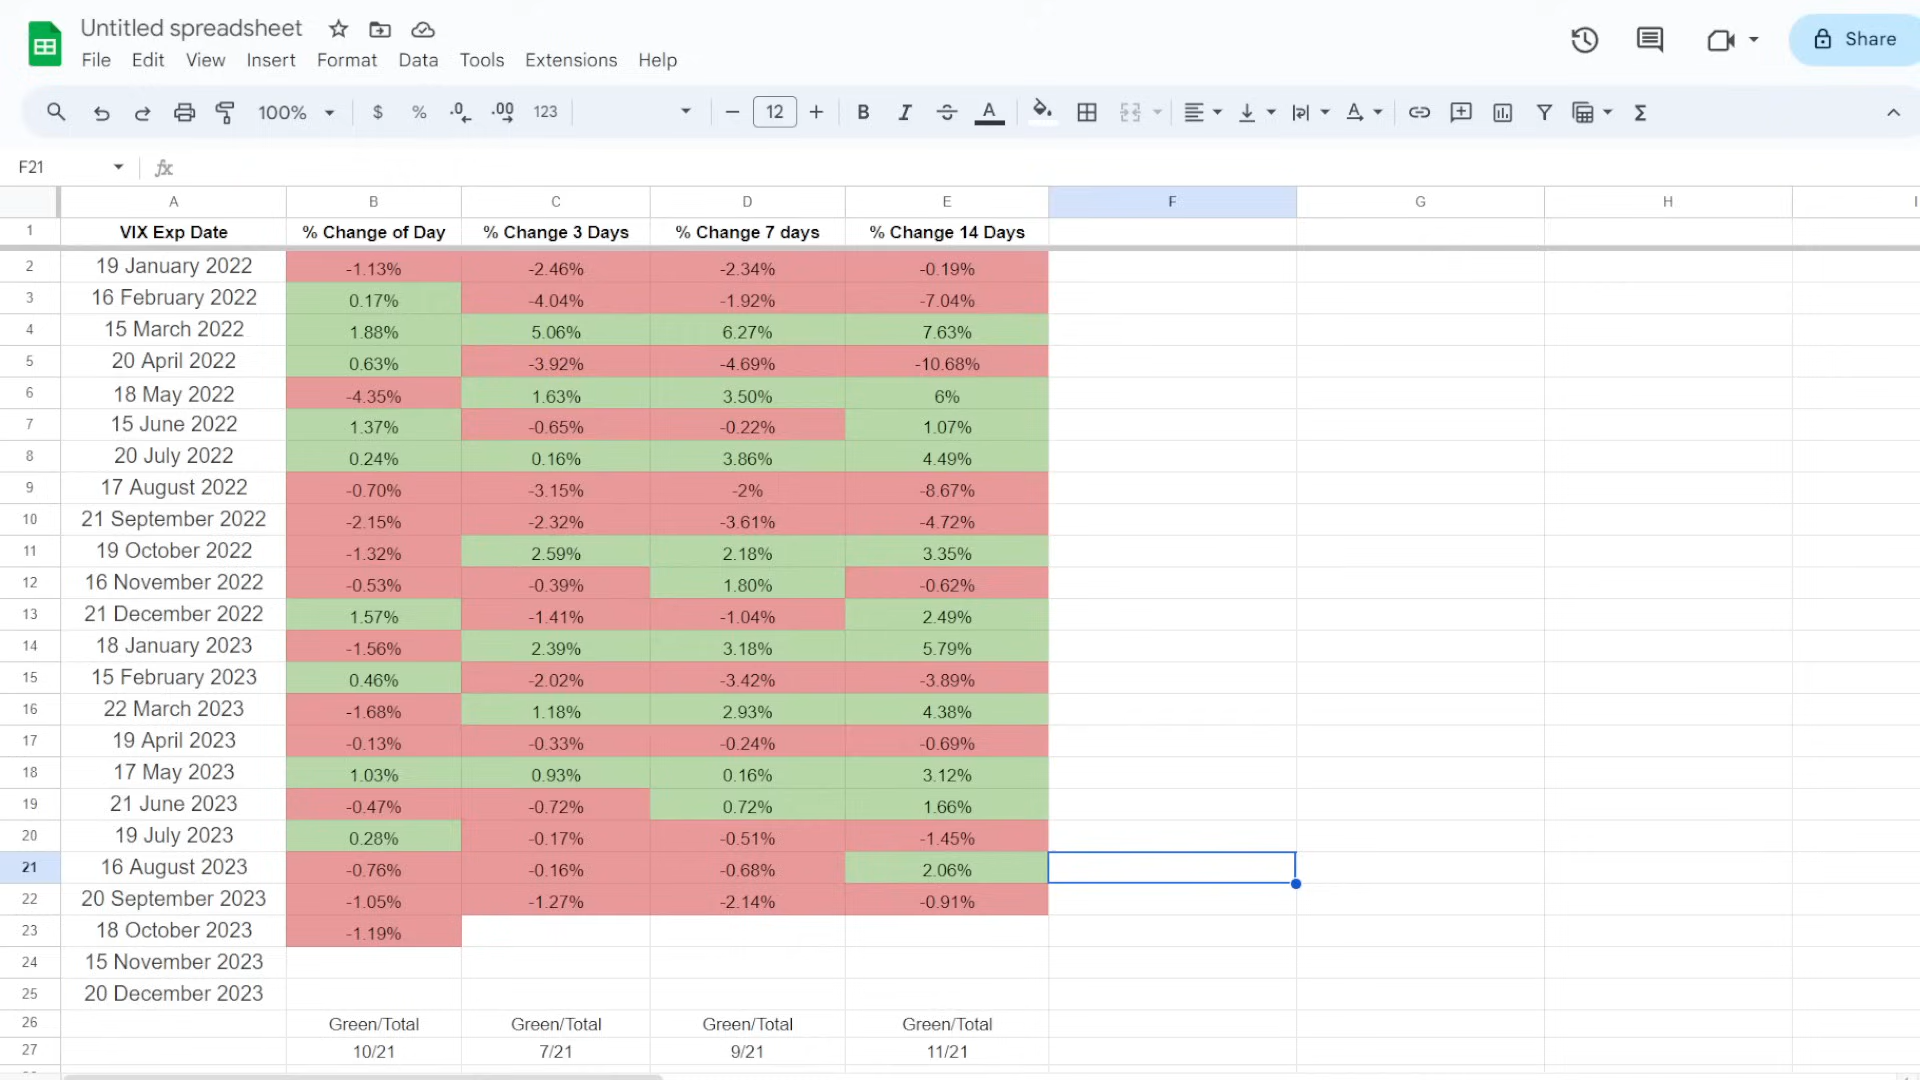 Untitled spreadsheet
File Edit View Insert Format Data Tools Extensions Help
Share
100% $ % .0 .00 123 12 B I A A Σ
F21 fx
A B C D E F G H I
1 VIX Exp Date % Change of Day % Change 3 Days % Change 7 days % Change 14 Days
2 19 January 2022 -1.13% -2.46% -2.34% -0.19%
3 16 February 2022 0.17% -4.04% -1.92% -7.04%
4 15 March 2022 1.88% 5.06% 6.27% 7.63%
5 20 April 2022 0.63% -3.92% -4.69% -10.68%
6 18 May 2022 -4.35% 1.63% 3.50% 6%
7 15 June 2022 1.37% -0.65% -0.22% 1.07%
8 20 July 2022 0.24% 0.16% 3.86% 4.49%
9 17 August 2022 -0.70% -3.15% -2% -8.67%
10 21 September 2022 -2.15% -2.32% -3.61% -4.72%
11 19 October 2022 -1.32% 2.59% 2.18% 3.35%
12 16 November 2022 -0.53% -0.39% 1.80% -0.62%
13 21 December 2022 1.57% -1.41% -1.04% 2.49%
14 18 January 2023 -1.56% 2.39% 3.18% 5.79%
15 15 February 2023 0.46% -2.02% -3.42% -3.89%
16 22 March 2023 -1.68% 1.18% 2.93% 4.38%
17 19 April 2023 -0.13% -0.33% -0.24% -0.69%
18 17 May 2023 1.03% 0.93% 0.16% 3.12%
19 21 June 2023 -0.47% -0.72% 0.72% 1.66%
20 19 July 2023 0.28% -0.17% -0.51% -1.45%
21 16 August 2023 -0.76% -0.16% -0.68% 2.06%
22 20 September 2023 -1.05% -1.27% -2.14% -0.91%
23 18 October 2023 -1.19%
24 15 November 2023
25 20 December 2023
26 Green/Total Green/Total Green/Total Green/Total
27 10/21 7/21 9/21 11/21